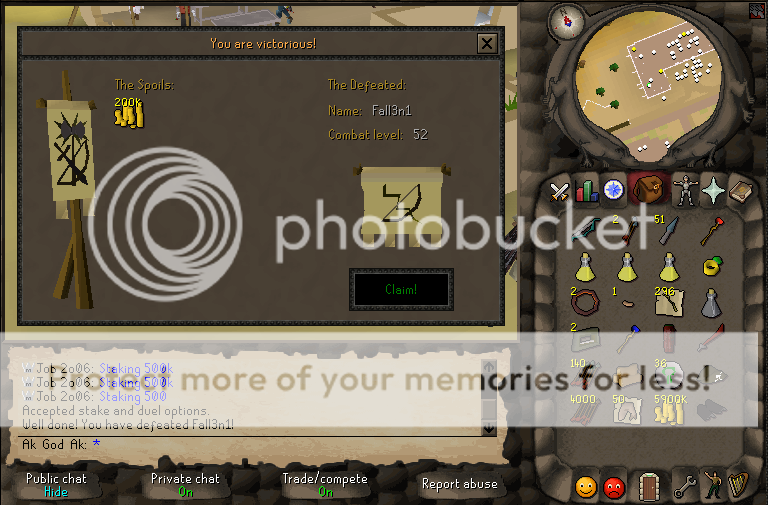 You are victorious!
The Spoils:
200k
The Defeated:
Name: Fall3n1
Combat level: 52
Claim!
photobucket
Protect more of your memories for less!
Job 2o06: Staking 500k
Job 2o06: Staking 500k
Job 2o06: Staking 500
Accepted stake and duel options.
Well done! You have defeated Fall3n1!
Ak God Ak: *
Public chat
Hide
Private chat
On
Trade/compete
On
Report abuse
2
51
2
1
296
2
140
36
4000
50
5900K